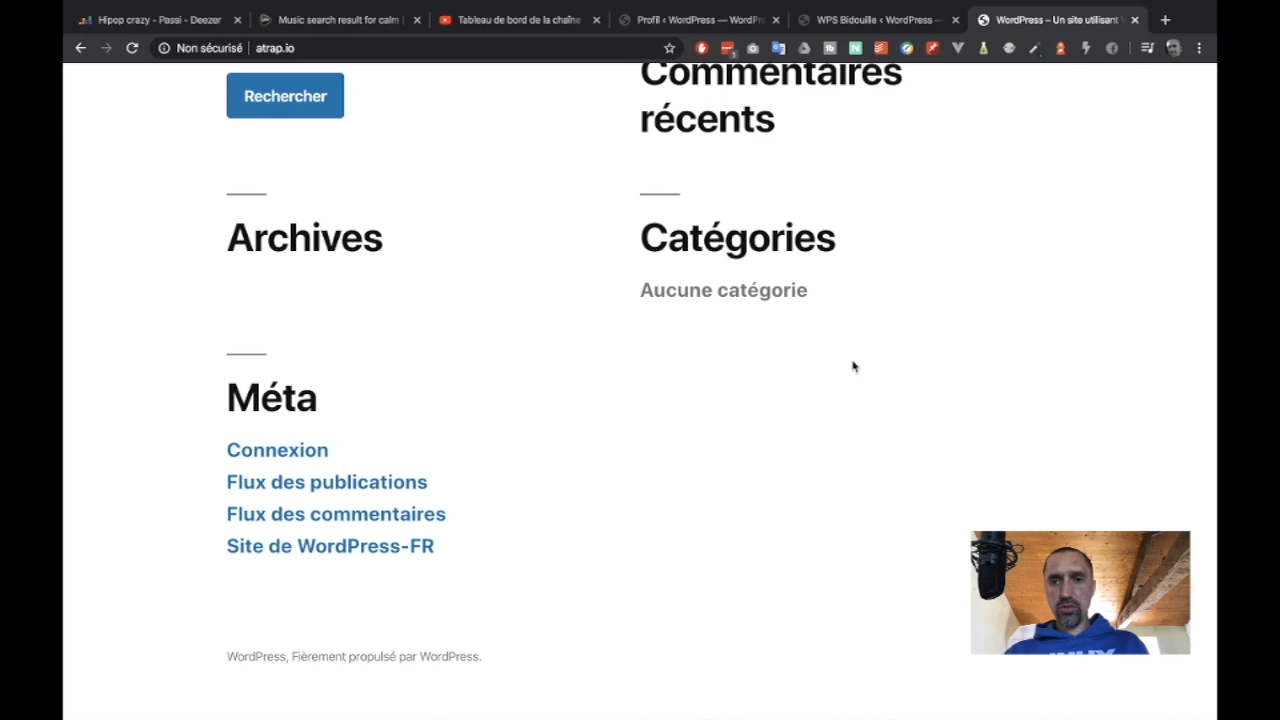 Hipop crazy - Passi - Deezer
Music search result for calm |
Tableau de bord de la chaîne
Profil ‹ WordPress — WordPr
WPS Bidouille ‹ WordPress —
WordPress – Un site utilisant
Non sécurisé | atrap.io
Commentaires
récents
Rechercher
Archives
Catégories
Aucune catégorie
Méta
Connexion
Flux des publications
Flux des commentaires
Site de WordPress-FR
WordPress, Fièrement propulsé par WordPress.